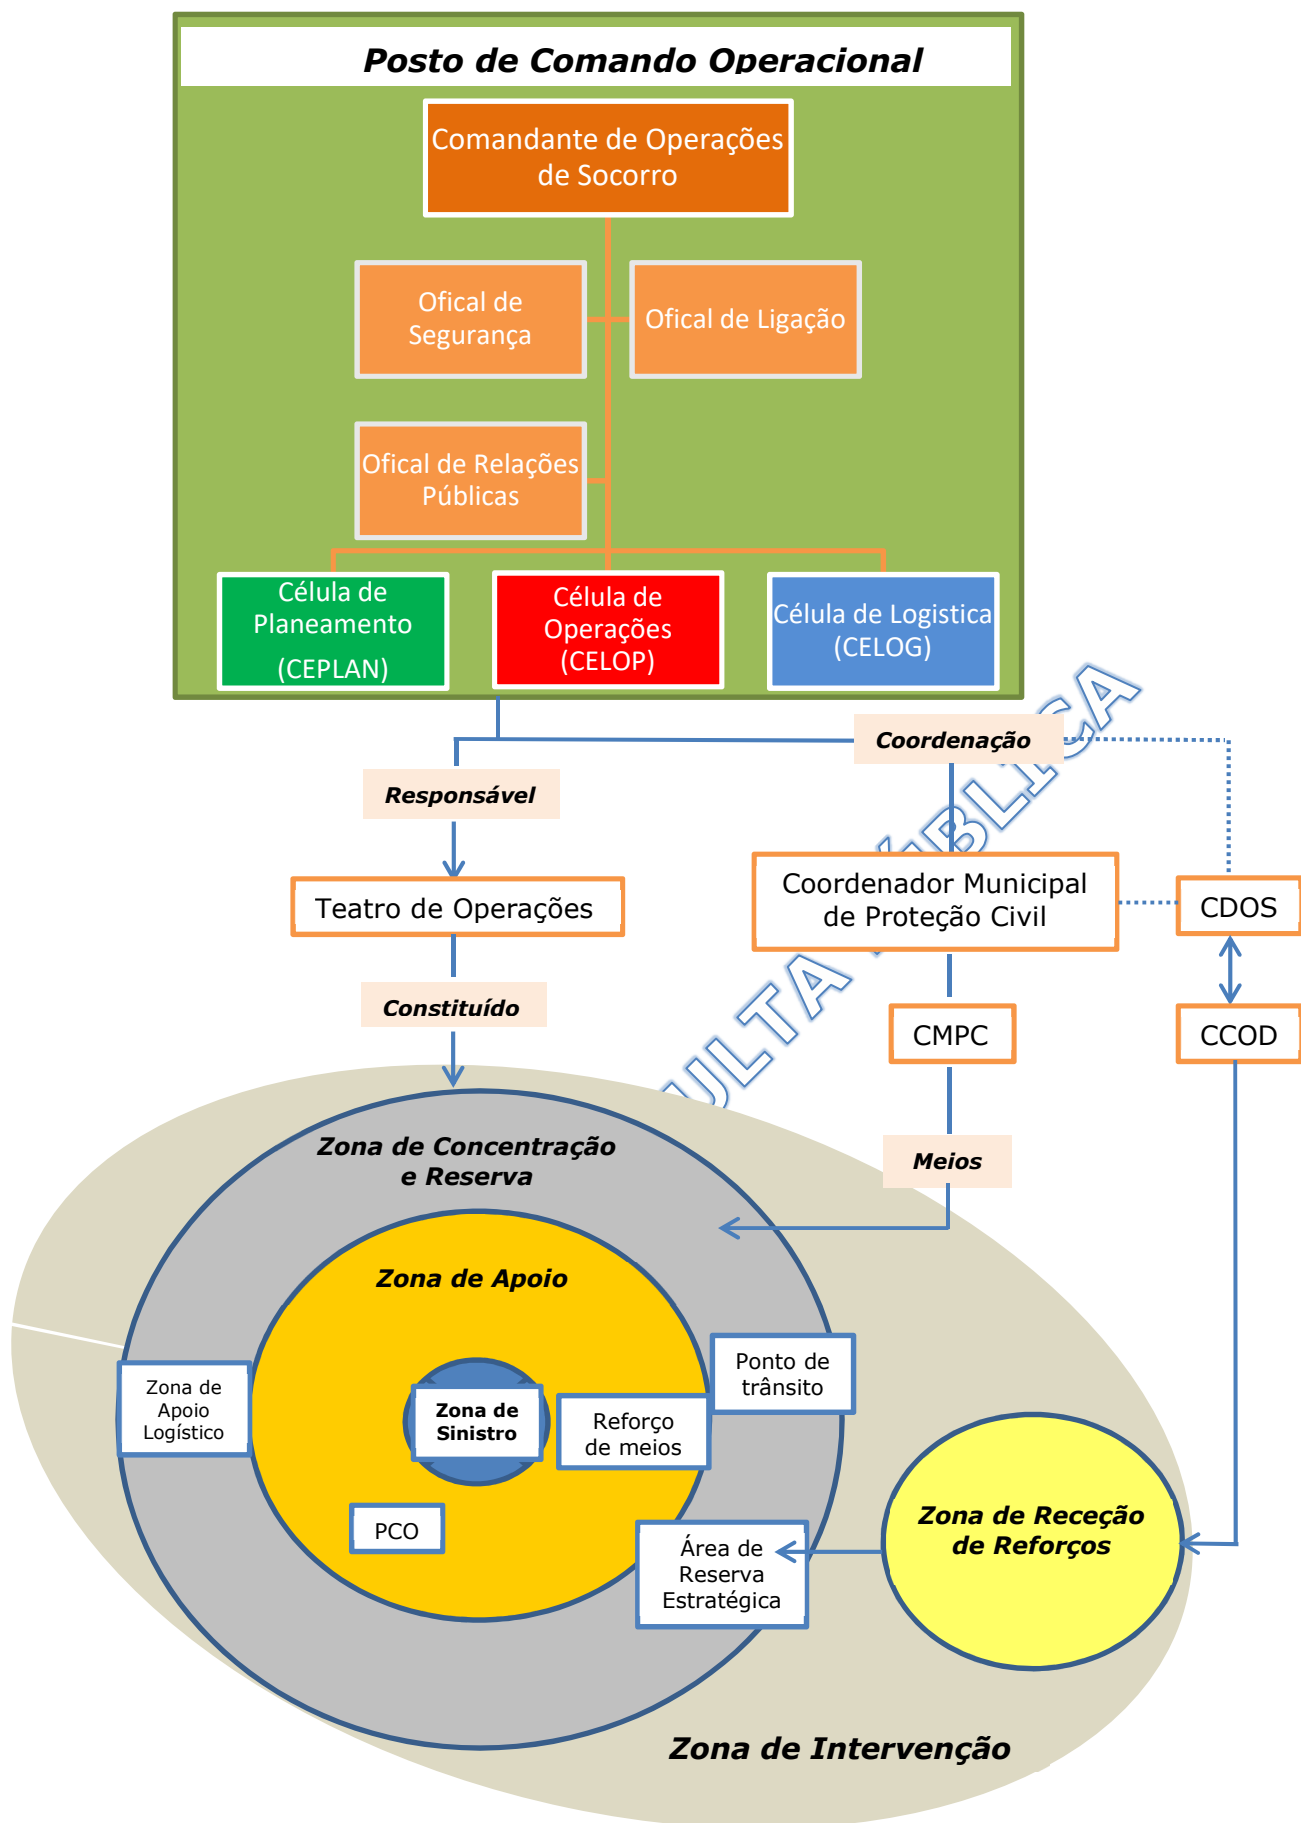 Posto de Comando Operacional
Comandante de Operações
de Socorro
Ofical de
Segurança
Ofical de Ligação
Ofical de Relações
Públicas
Célula de
Planeamento
(CEPLAN)
Célula de
Operações
(CELOP)
Célula de Logistica
(CELOG)
Coordenação
Responsável
Teatro de Operações
Coordenador Municipal
de Proteção Civil
CDOS
Constituído
CMPC
CCOD
Zona de Concentração
e Reserva
Meios
Zona de Apoio
Zona de
Apoio
Logístico
Zona de
Sinistro
Reforço
de meios
Ponto de
trânsito
PCO
Área de
Reserva
Estratégica
Zona de Receção
de Reforços
Zona de Intervenção